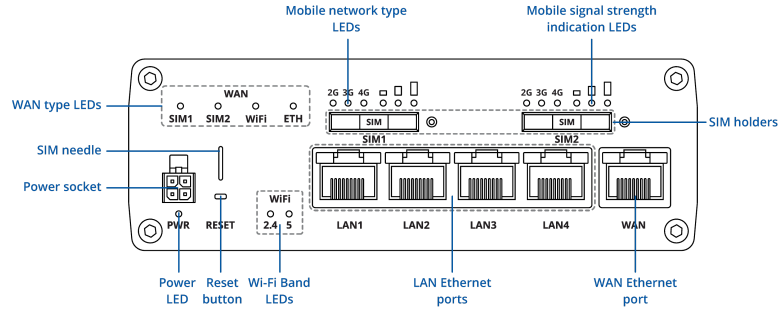 Mobile network type
LEDs
Mobile signal strength
indication LEDs
WAN
2G 3G 4G
2G 3G 4G
WAN type LEDs
SIM1 SIM2 WiFi ETH
SIM
SIM
SIM holders
SIM1
SIM2
SIM needle
Power socket
WiFi
PWR
RESET
2.4 5
LAN1
LAN2
LAN3
LAN4
WAN
Power
LED
Reset
button
Wi-Fi Band
LEDs
LAN Ethernet
ports
WAN Ethernet
port